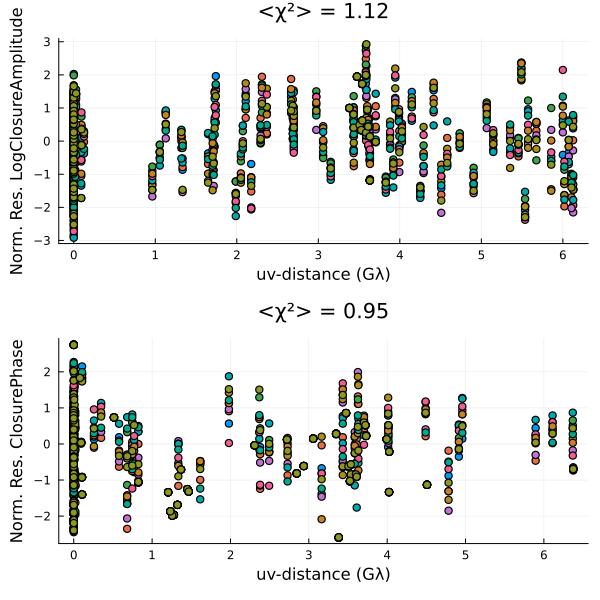 <χ²> = 1.12
Norm. Res. LogClosureAmplitude
3
2
1
0
−1
−2
−3
0 1 2 3 4 5 6
uv-distance (Gλ)
<χ²> = 0.95
Norm. Res. ClosurePhase
2
1
0
−1
−2
0 1 2 3 4 5 6
uv-distance (Gλ)